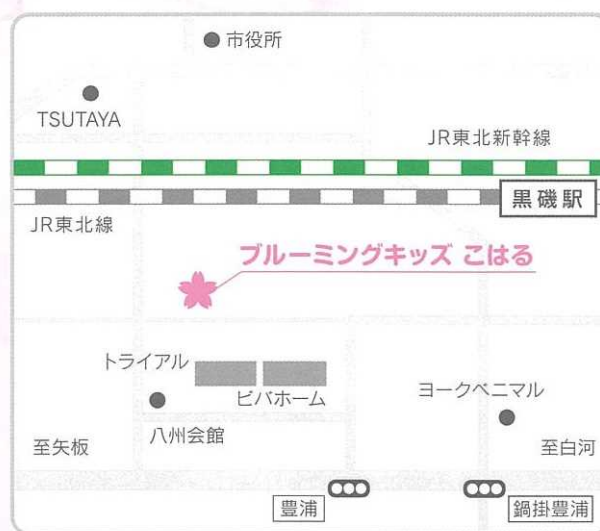 市役所
TSUTAYA
JR東北新幹線
黒磯駅
JR東北線
ブルーミングキッズ こはる
トライアル
ビバホーム
ヨークベニマル
八州会館
至矢板
至白河
豊浦
鍋掛豊浦